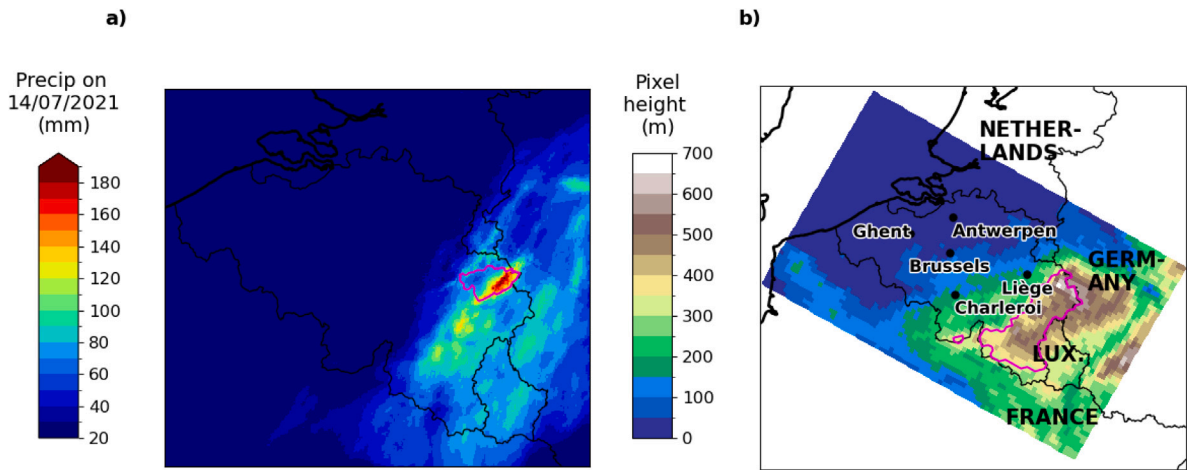 a)
Precip on
14/07/2021
(mm)
180
160
140
120
100
80
60
40
20
b)
Pixel
height
(m)
700
600
500
400
300
200
100
0
NETHER-
LANDS
Ghent
Antwerpen
Brussels
GERM-
ANY
Liège
Charleroi
LUX.
FRANCE